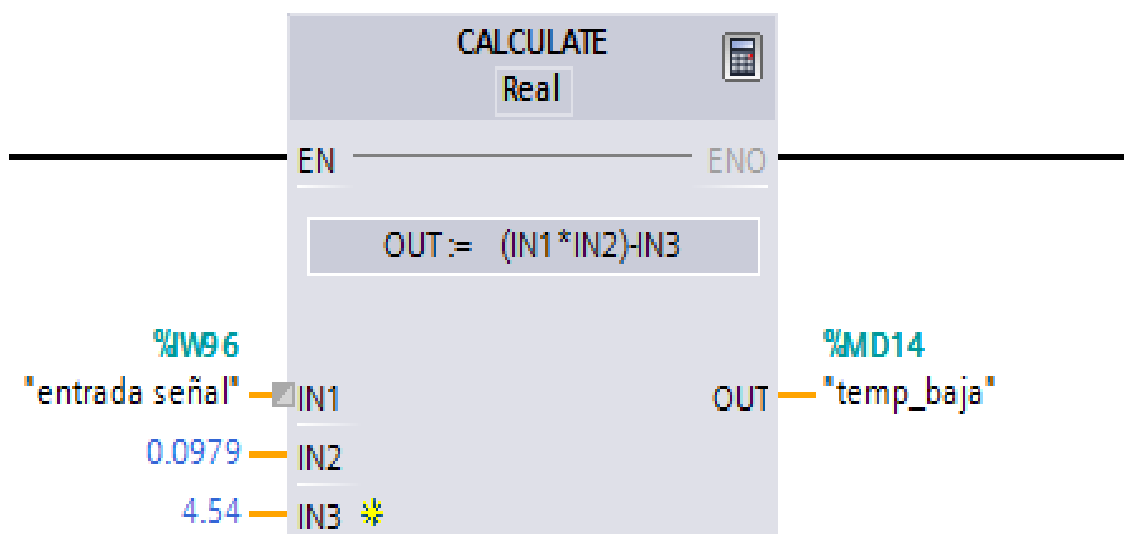 CALCULATE
Real
EN
ENO
OUT := (IN1*IN2)-IN3
%IW96
"entrada señal"
IN1
0.0979
IN2
4.54
IN3
%MD14
OUT
"temp_baja"